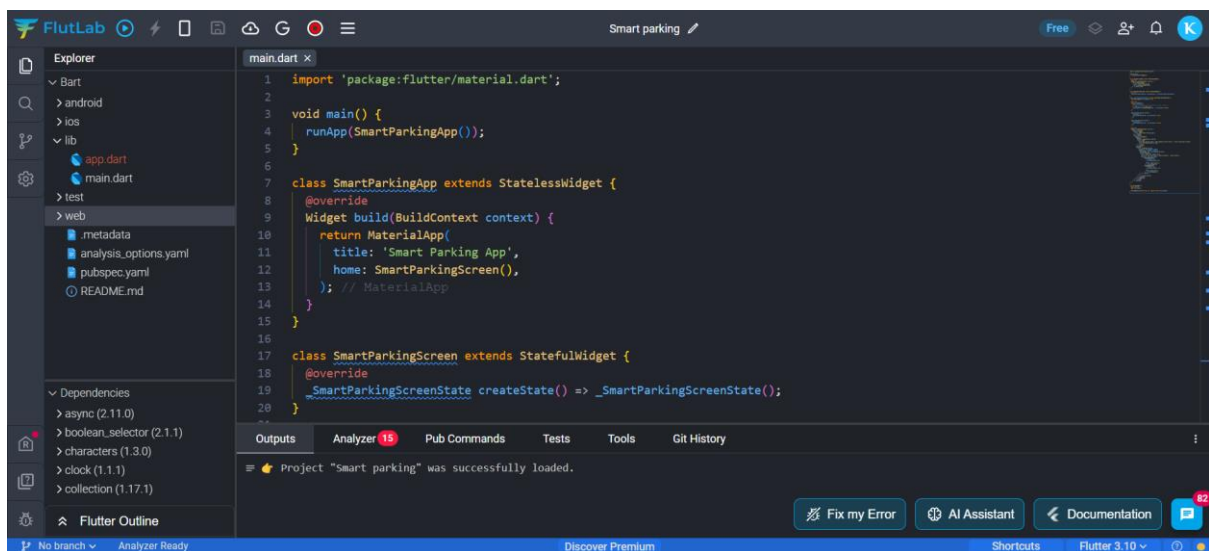 FlutLab
Smart parking
Free
K
Explorer
main.dart ×
Bart
android
ios
lib
app.dart
main.dart
test
web
.metadata
analysis_options.yaml
pubspec.yaml
README.md
1 import 'package:flutter/material.dart';
2
3 void main() {
4 runApp(SmartParkingApp());
5 }
6
7 class SmartParkingApp extends StatelessWidget {
8 @override
9 Widget build(BuildContext context) {
10 return MaterialApp(
11 title: 'Smart Parking App',
12 home: SmartParkingScreen(),
13 ); // MaterialApp
14 }
15 }
16
17 class SmartParkingScreen extends StatefulWidget {
18 @override
19 _SmartParkingScreenState createState() => _SmartParkingScreenState();
20 }
Dependencies
async (2.11.0)
boolean_selector (2.1.1)
characters (1.3.0)
clock (1.1.1)
collection (1.17.1)
Flutter Outline
Outputs Analyzer 15 Pub Commands Tests Tools Git History
Project "Smart parking" was successfully loaded.
Fix my Error AI Assistant Documentation 82
No branch Analyzer Ready Discover Premium Shortcuts Flutter 3.10